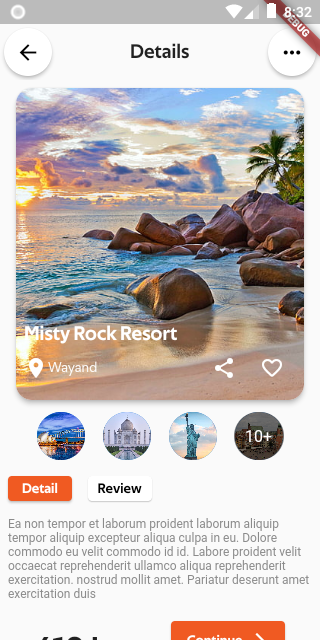 8:32
DEBUG
Details
Misty Rock Resort
Wayand
10+
Detail
Review
Ea non tempor et laborum proident laborum aliquip
tempor aliquip excepteur aliqua culpa in eu. Dolore
commodo eu velit commodo id id. Labore proident velit
occaecat reprehenderit ullamco aliqua reprehenderit
exercitation. nostrud mollit amet. Pariatur deserunt amet
exercitation duis
Continue